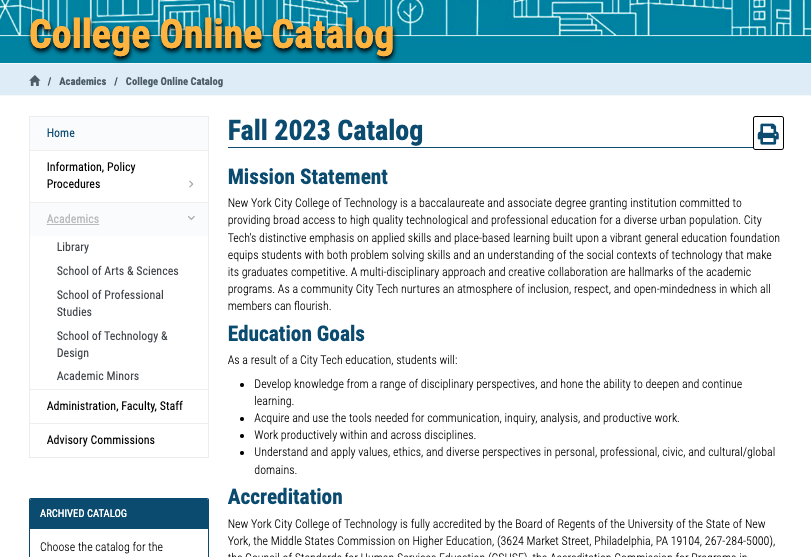 College Online Catalog
/ Academics / College Online Catalog
Home
Information, Policy
Procedures
Academics
Library
School of Arts & Sciences
School of Professional
Studies
School of Technology &
Design
Academic Minors
Administration, Faculty, Staff
Advisory Commissions
ARCHIVED CATALOG
Choose the catalog for the
Fall 2023 Catalog
Mission Statement
New York City College of Technology is a baccalaureate and associate degree granting institution committed to
providing broad access to high quality technological and professional education for a diverse urban population. City
Tech's distinctive emphasis on applied skills and place-based learning built upon a vibrant general education foundation
equips students with both problem solving skills and an understanding of the social contexts of technology that make
its graduates competitive. A multi-disciplinary approach and creative collaboration are hallmarks of the academic
programs. As a community City Tech nurtures an atmosphere of inclusion, respect, and open-mindedness in which all
members can flourish.
Education Goals
As a result of a City Tech education, students will:
• Develop knowledge from a range of disciplinary perspectives, and hone the ability to deepen and continue
learning.
• Acquire and use the tools needed for communication, inquiry, analysis, and productive work.
• Work productively within and across disciplines.
• Understand and apply values, ethics, and diverse perspectives in personal, professional, civic, and cultural/global
domains.
Accreditation
New York City College of Technology is fully accredited by the Board of Regents of the University of the State of New
York, the Middle States Commission on Higher Education, (3624 Market Street, Philadelphia, PA 19104, 267-284-5000),
the Council of Standards for Human Services Education (CSHSE), the Accreditation Commission for Programs in